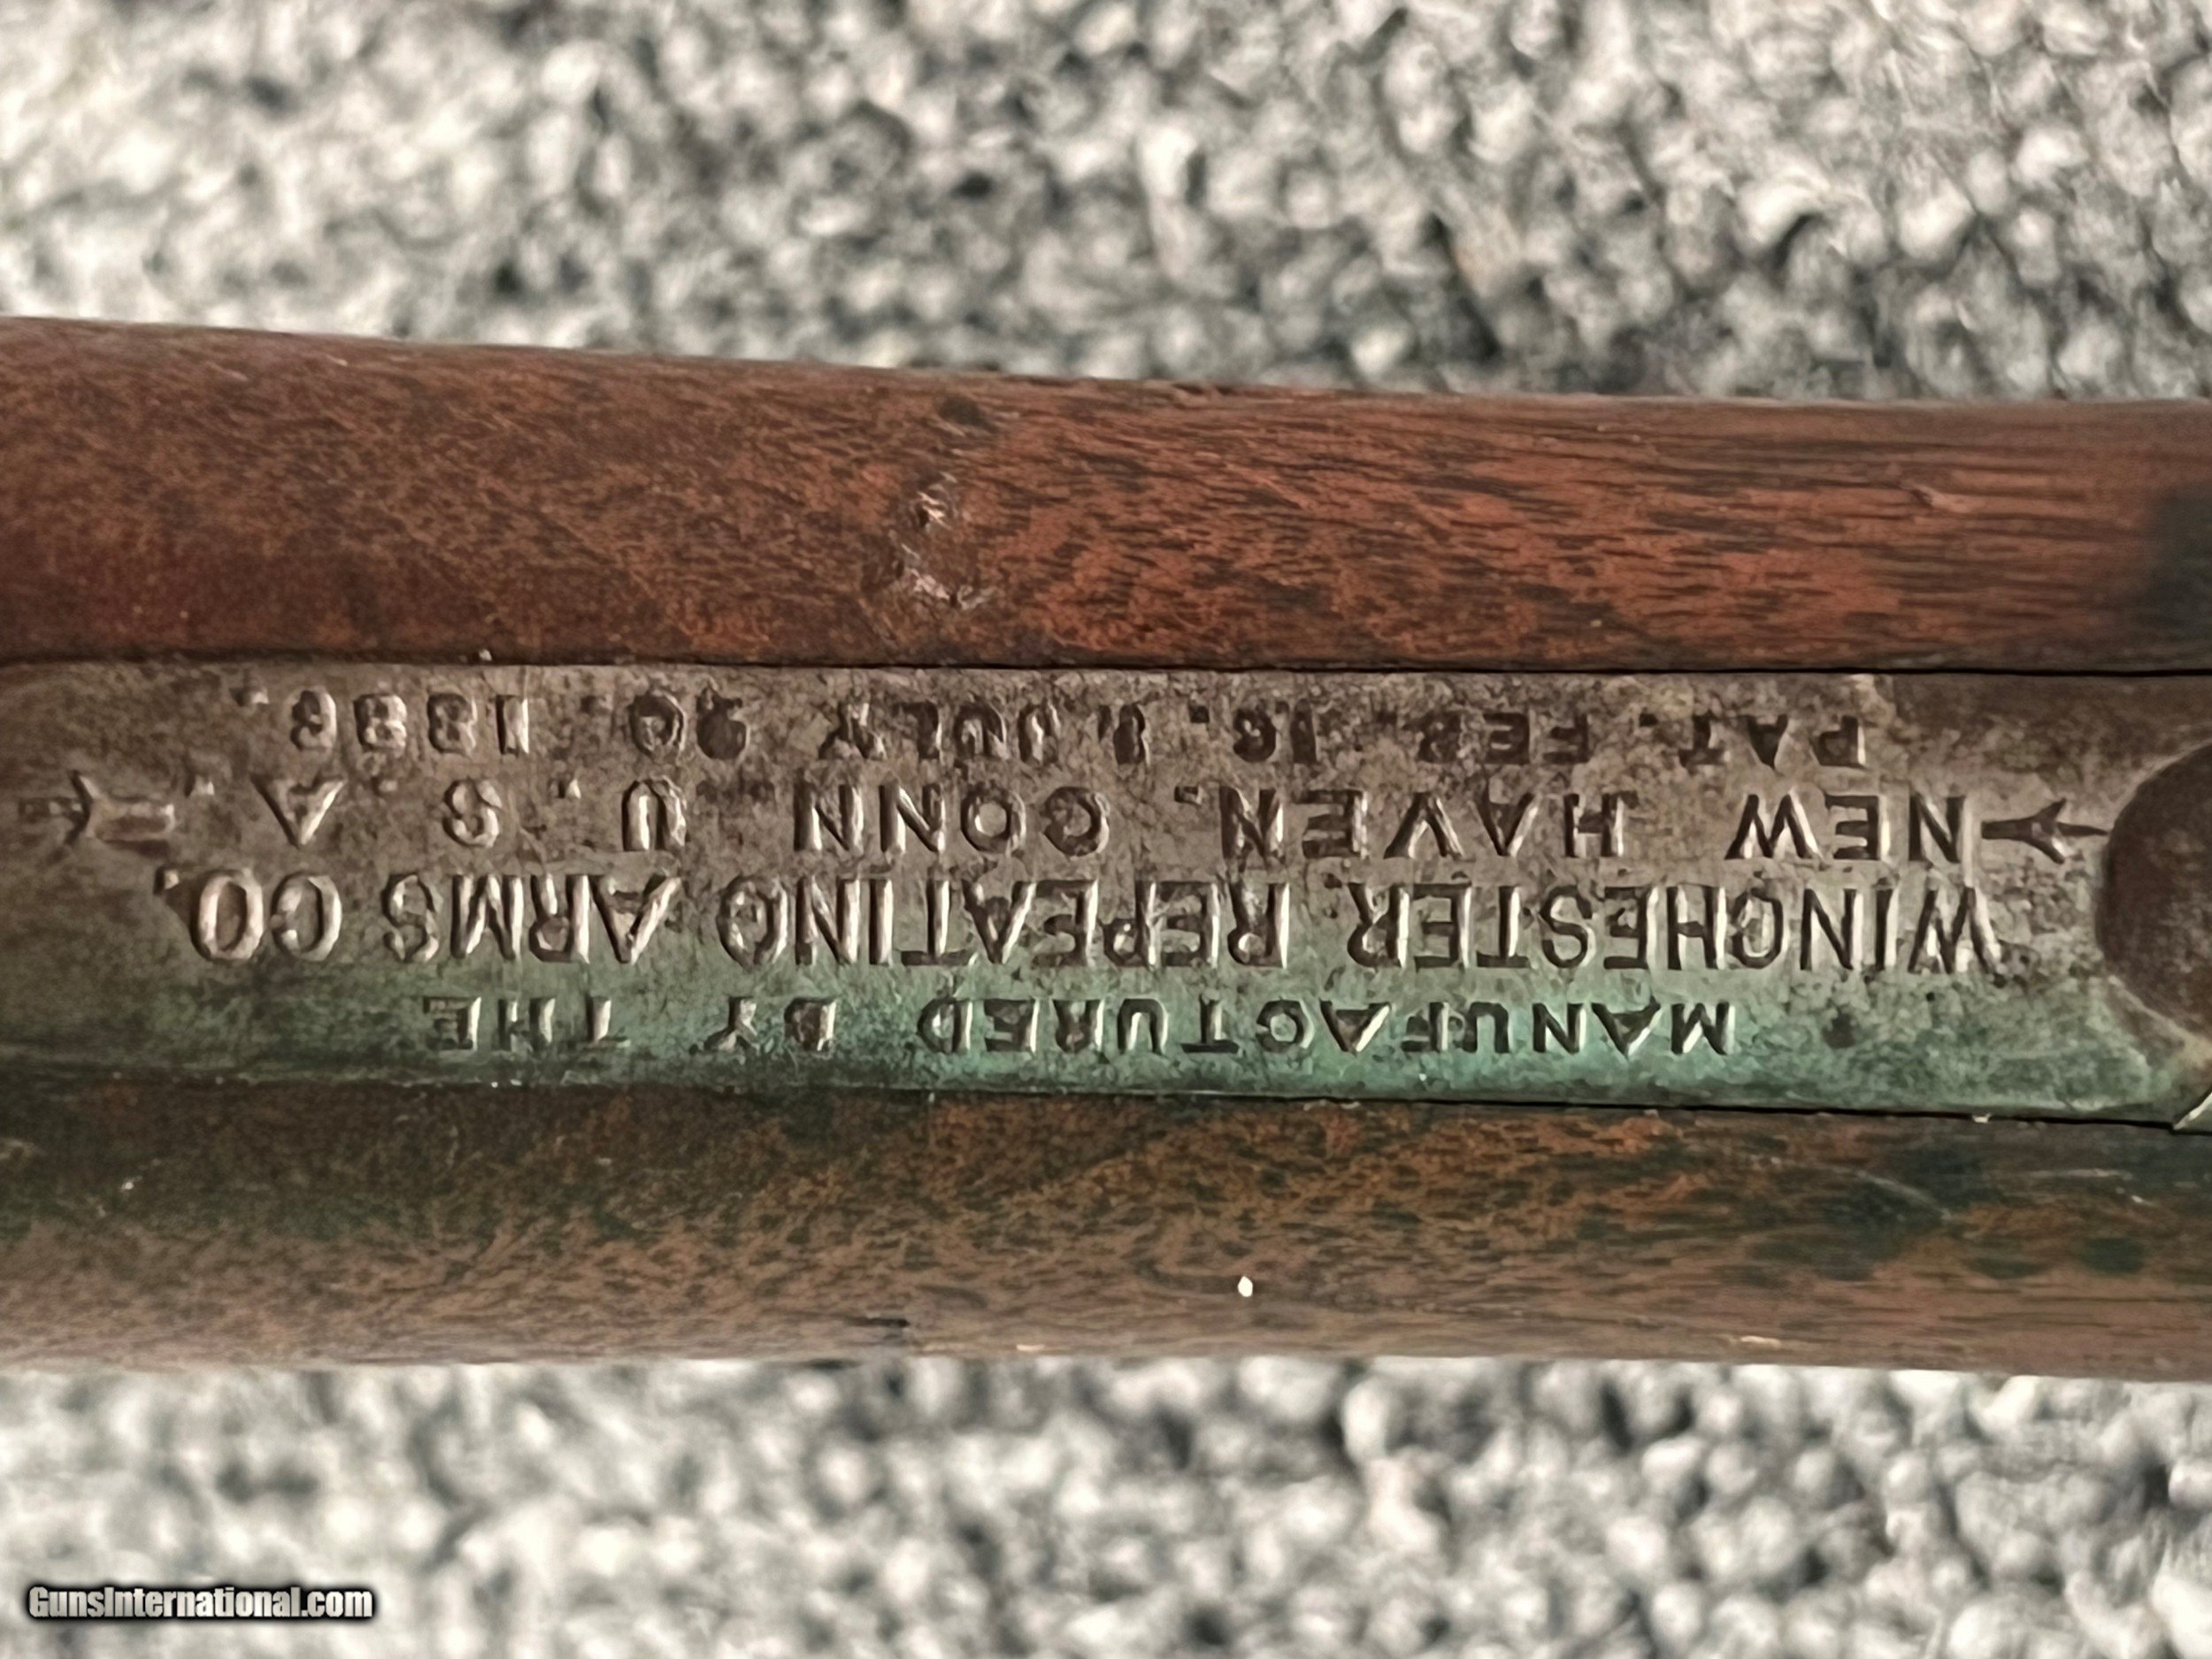 MANUFACTURED BY THE
WINCHESTER REPEATING ARMS CO.
NEW HAVEN. CONN. U. S. A.
PAT. FEB. 16. JULY 20. 1886.
GunsInternational.com